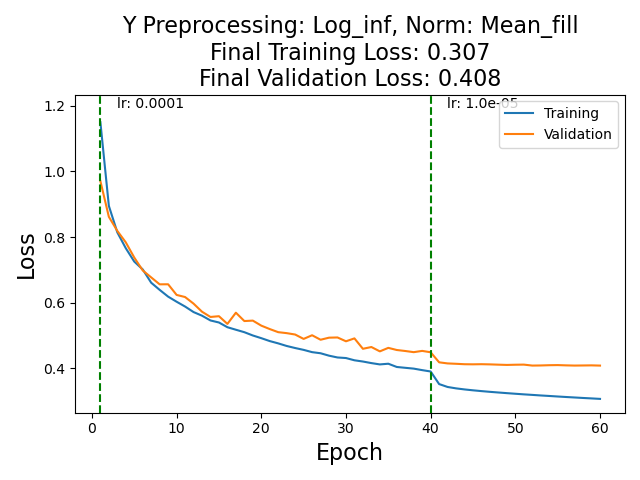 Y Preprocessing: Log_inf, Norm: Mean_fill
Final Training Loss: 0.307
Final Validation Loss: 0.408
lr: 0.0001
lr: 1.0e-05
Training
Validation
1.2
1.0
0.8
0.6
0.4
Loss
0
10
20
30
40
50
60
Epoch